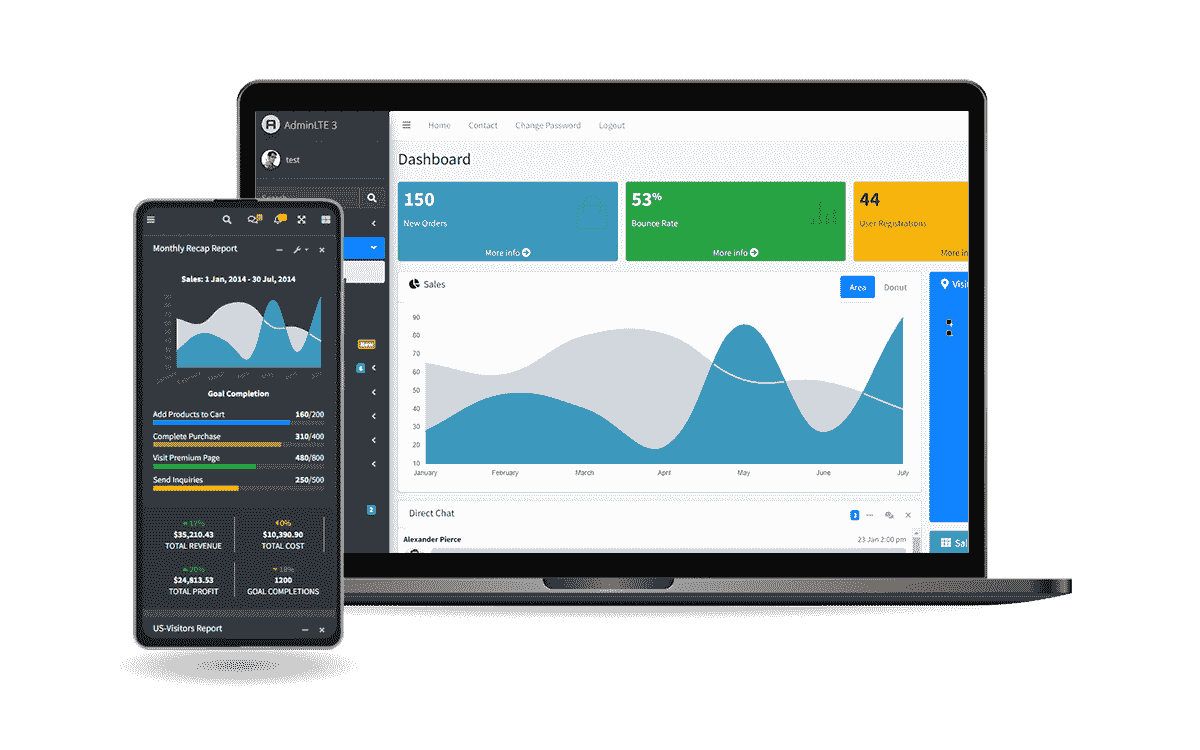 AdminLTE 3
test
Search
New
6
2
Home Contact Change Password Logout
Dashboard
150
New Orders
More info
53%
Bounce Rate
More info
44
User Registrations
More in
Sales
Area Donut
90
80
70
60
50
40
30
20
10
January February March April May June July
Visi
Direct Chat
3
Alexander Pierce 23 Jan 2:00 pm
Sal
Monthly Recap Report
Sales: 1 Jan, 2014 - 30 Jul, 2014
Goal Completion
Add Products to Cart 160/200
Complete Purchase 310/400
Visit Premium Page 480/800
Send Inquiries 250/500
17% 0%
$35,210.43 $10,390.90
TOTAL REVENUE TOTAL COST
20% 18%
$24,813.53 1200
TOTAL PROFIT GOAL COMPLETIONS
US-Visitors Report